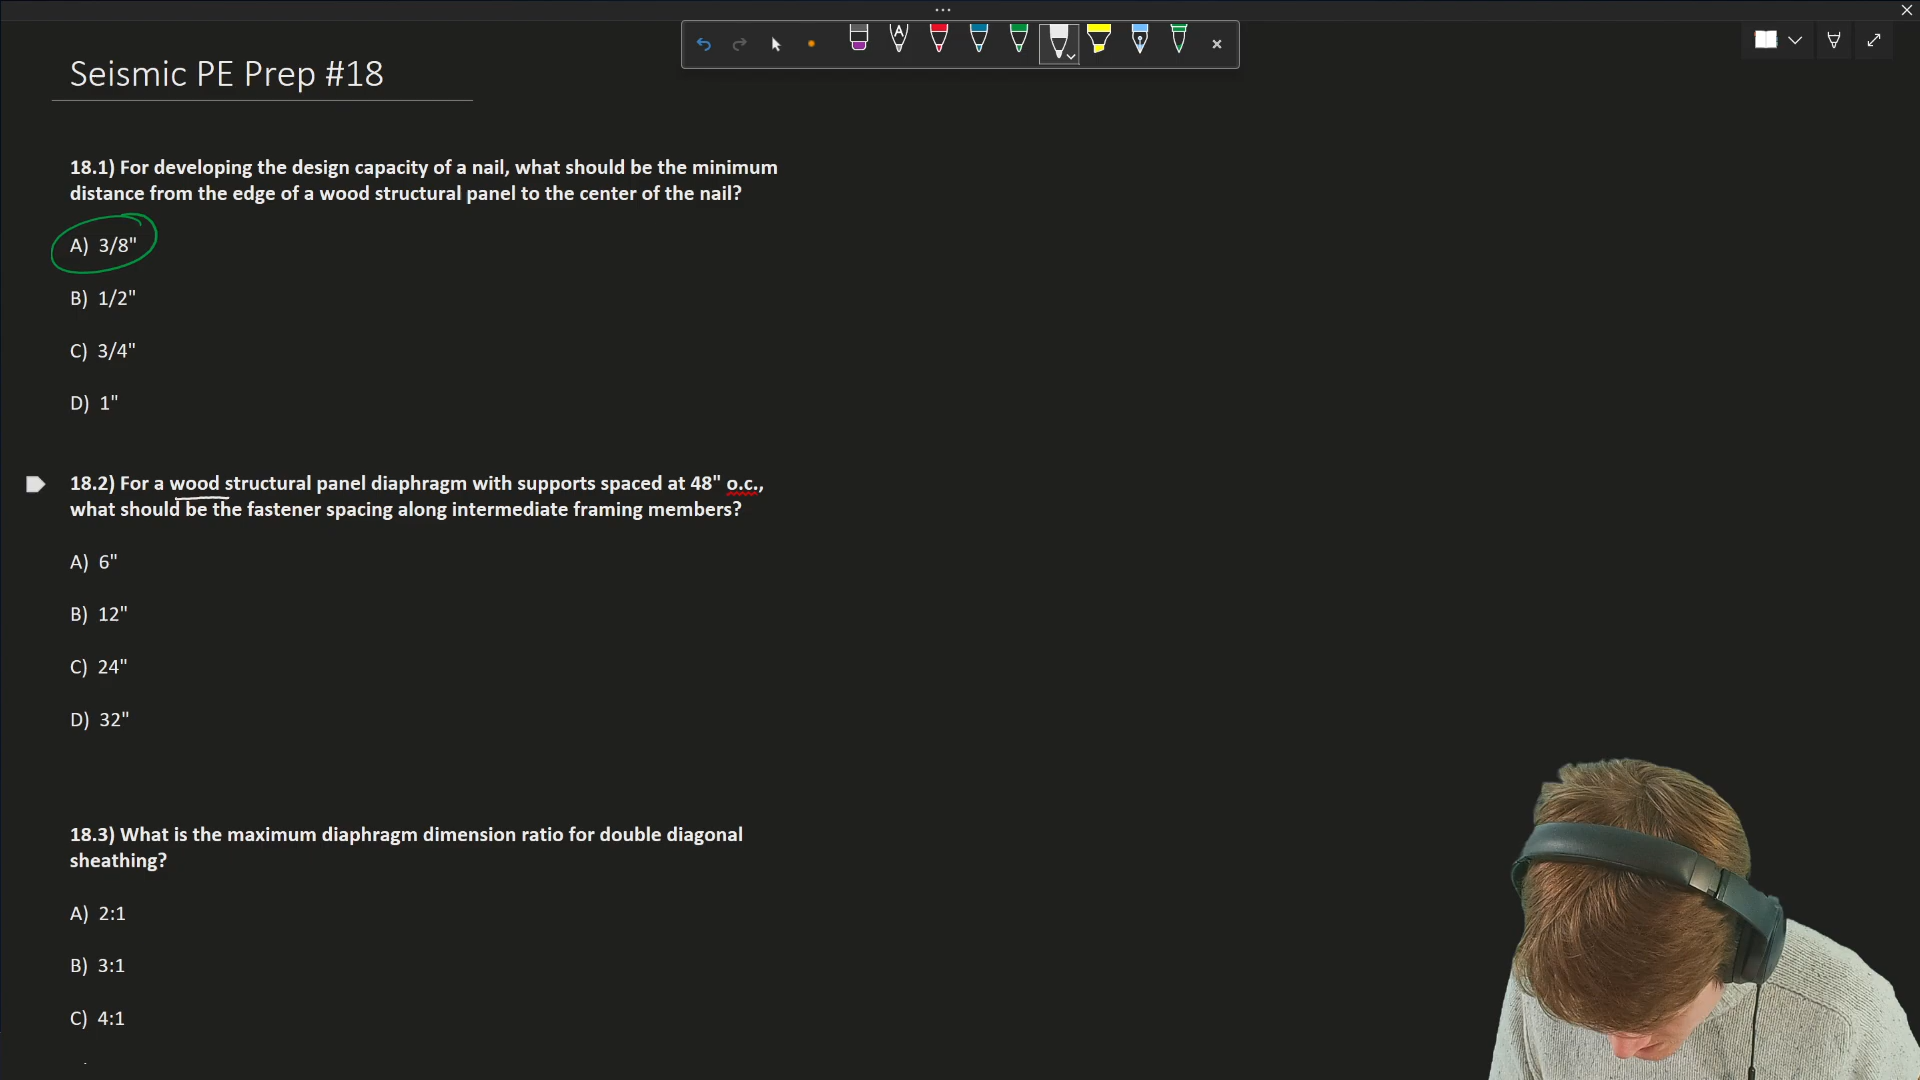 Seismic PE Prep #18
18.1) For developing the design capacity of a nail, what should be the minimum
distance from the edge of a wood structural panel to the center of the nail?
A) 3/8"
B) 1/2"
C) 3/4"
D) 1"
18.2) For a wood structural panel diaphragm with supports spaced at 48" o.c.,
what should be the fastener spacing along intermediate framing members?
A) 6"
B) 12"
C) 24"
D) 32"
18.3) What is the maximum diaphragm dimension ratio for double diagonal
sheathing?
A) 2:1
B) 3:1
C) 4:1